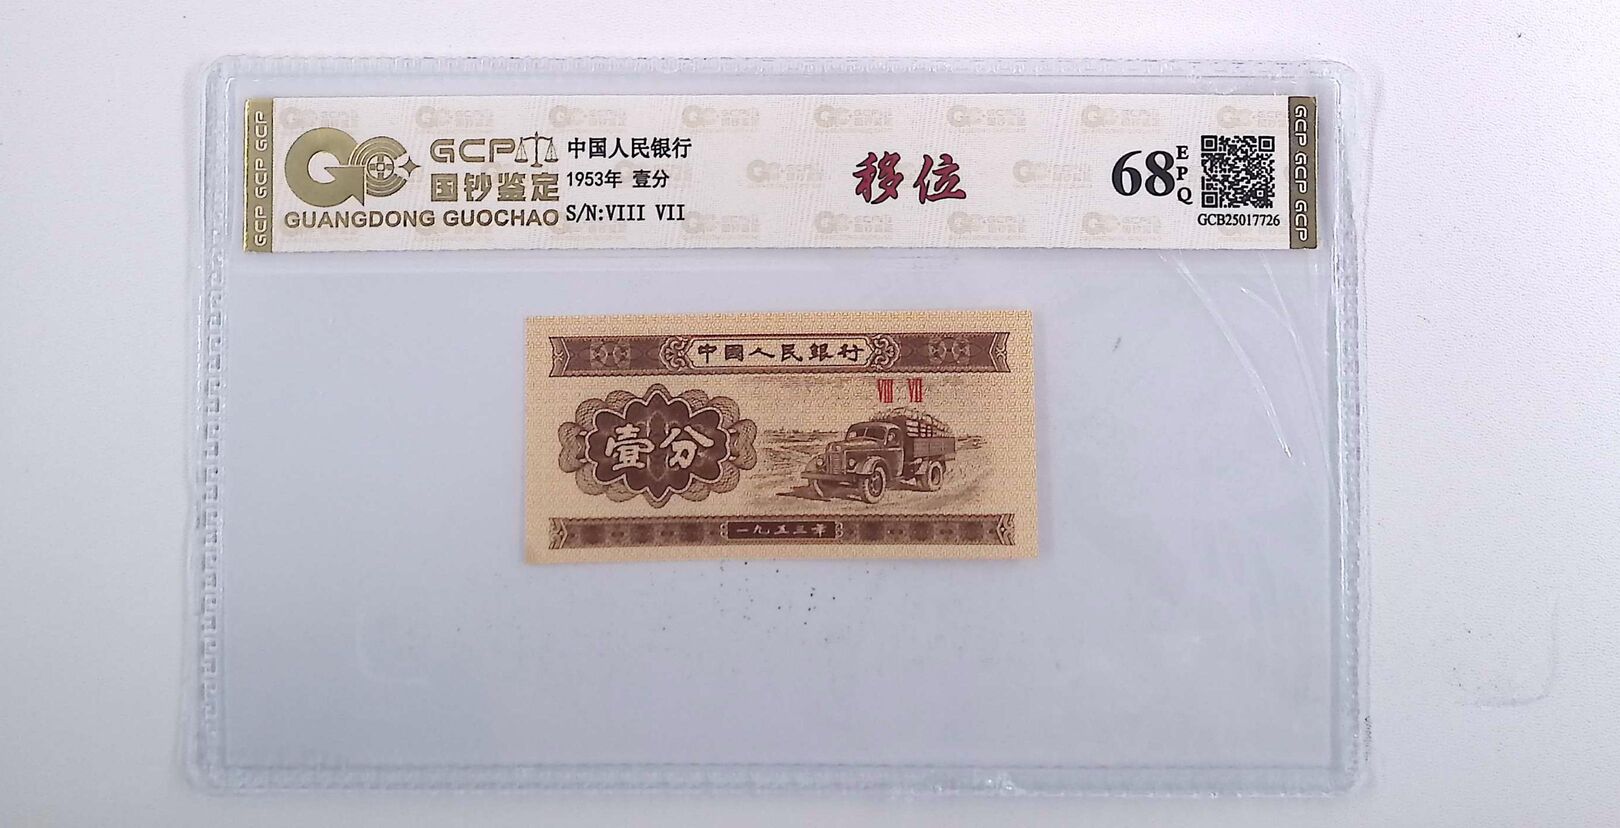 GCP GCP GCP
GCP
国钞鉴定
GUANGDONG GUOCHAO
中国人民银行
1953年 壹分
S/N:VIII VII
移位
68
EPQ
GCB25017726
GCP GCP GCP
中國人民銀行
VIII VII
壹分
一九五三年